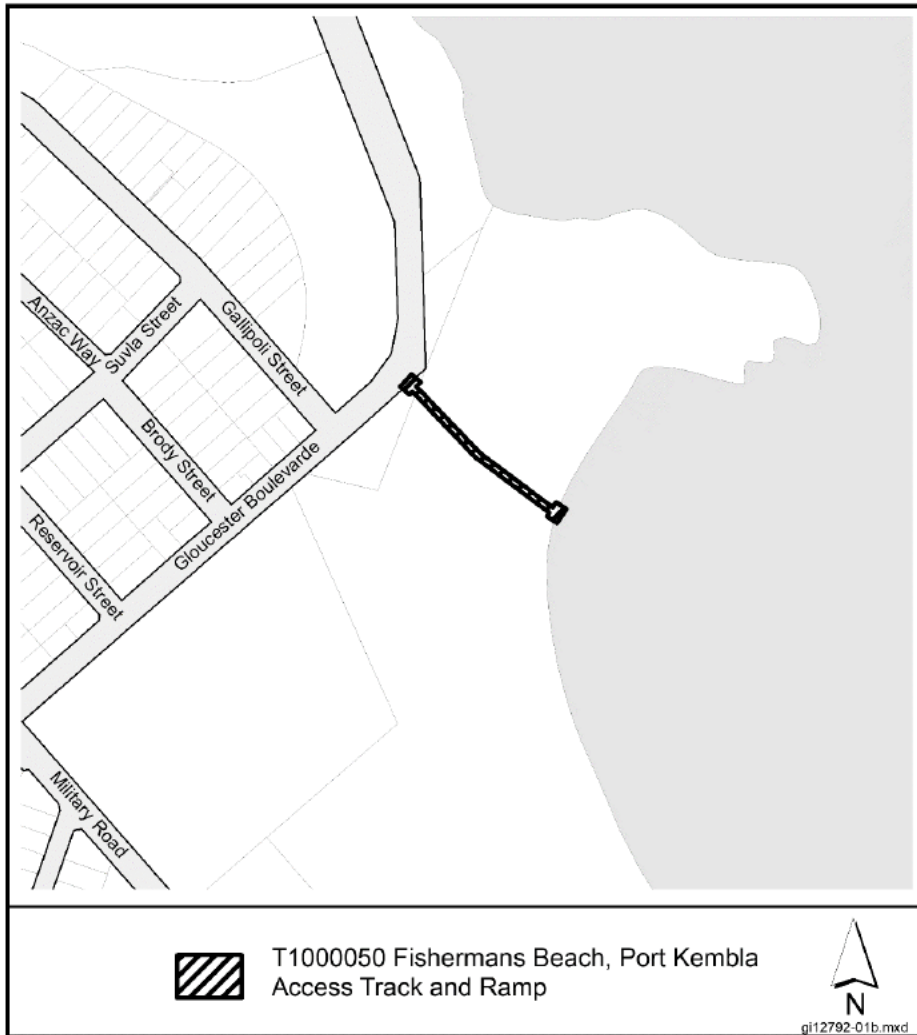 Gallipoli Street
Suvla Street
Anzac Way
Brody Street
Gloucester Boulevarde
Reservoir Street
Military Road
T1000050 Fishermans Beach, Port Kembla
Access Track and Ramp
N
gi12792-01b.mxd